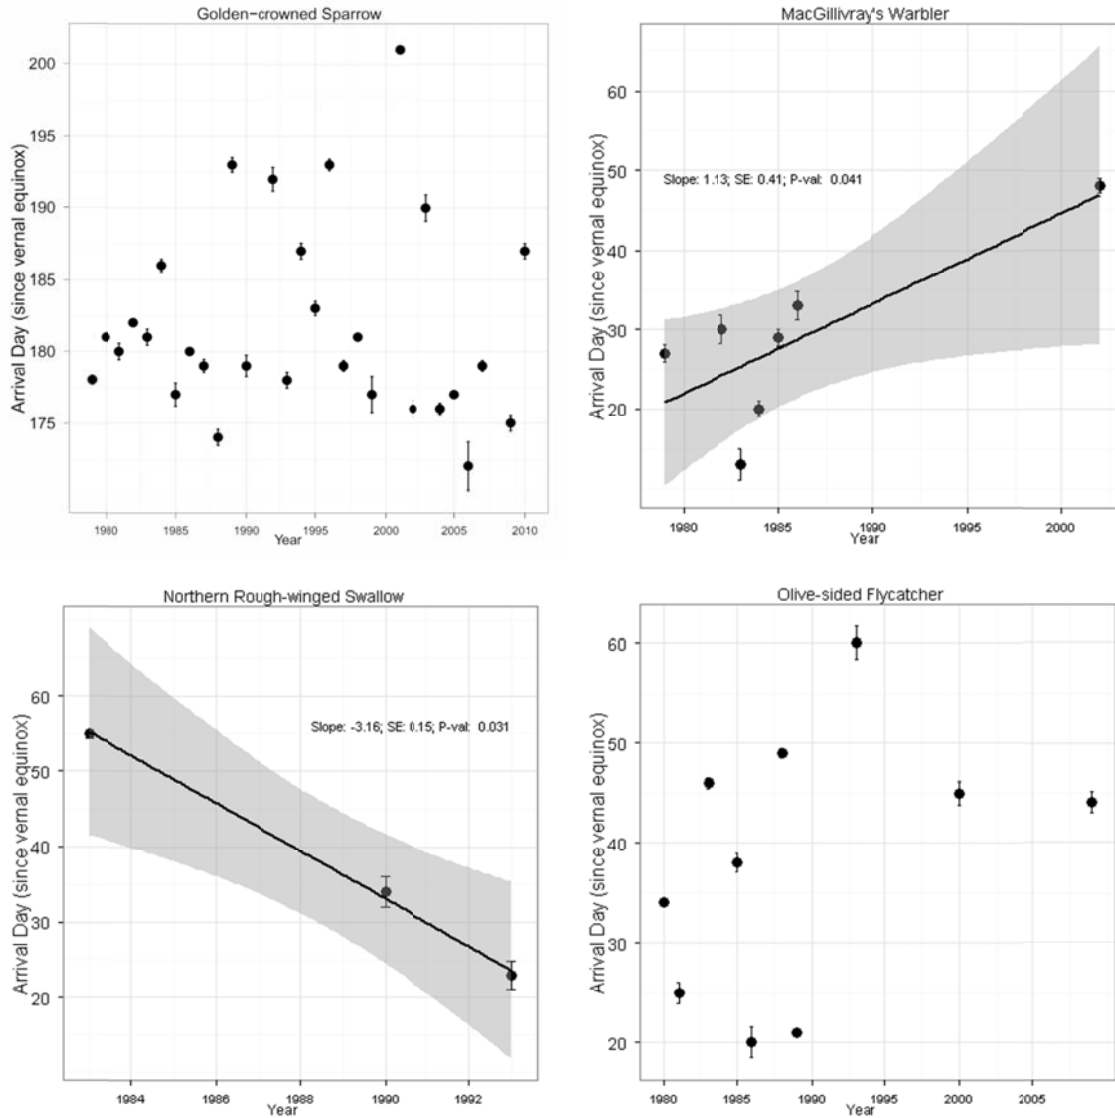 Golden-crowned Sparrow
Arrival Day (since vernal equinox)
200
195
190
185
180
175
1980 1985 1990 1995 2000 2005 2010
Year
MacGillivray's Warbler
Arrival Day (since vernal equinox)
60
50
40
30
20
Slope: 1.13; SE: 0.41; P-val: 0.041
1980 1985 1990 1995 2000
Year
Northern Rough-winged Swallow
Arrival Day (since vernal equinox)
60
50
40
30
20
Slope: -3.16; SE: 0.15; P-val: 0.031
1984 1986 1988 1990 1992
Year
Olive-sided Flycatcher
Arrival Day (since vernal equinox)
60
50
40
30
20
1980 1985 1990 1995 2000 2005
Year